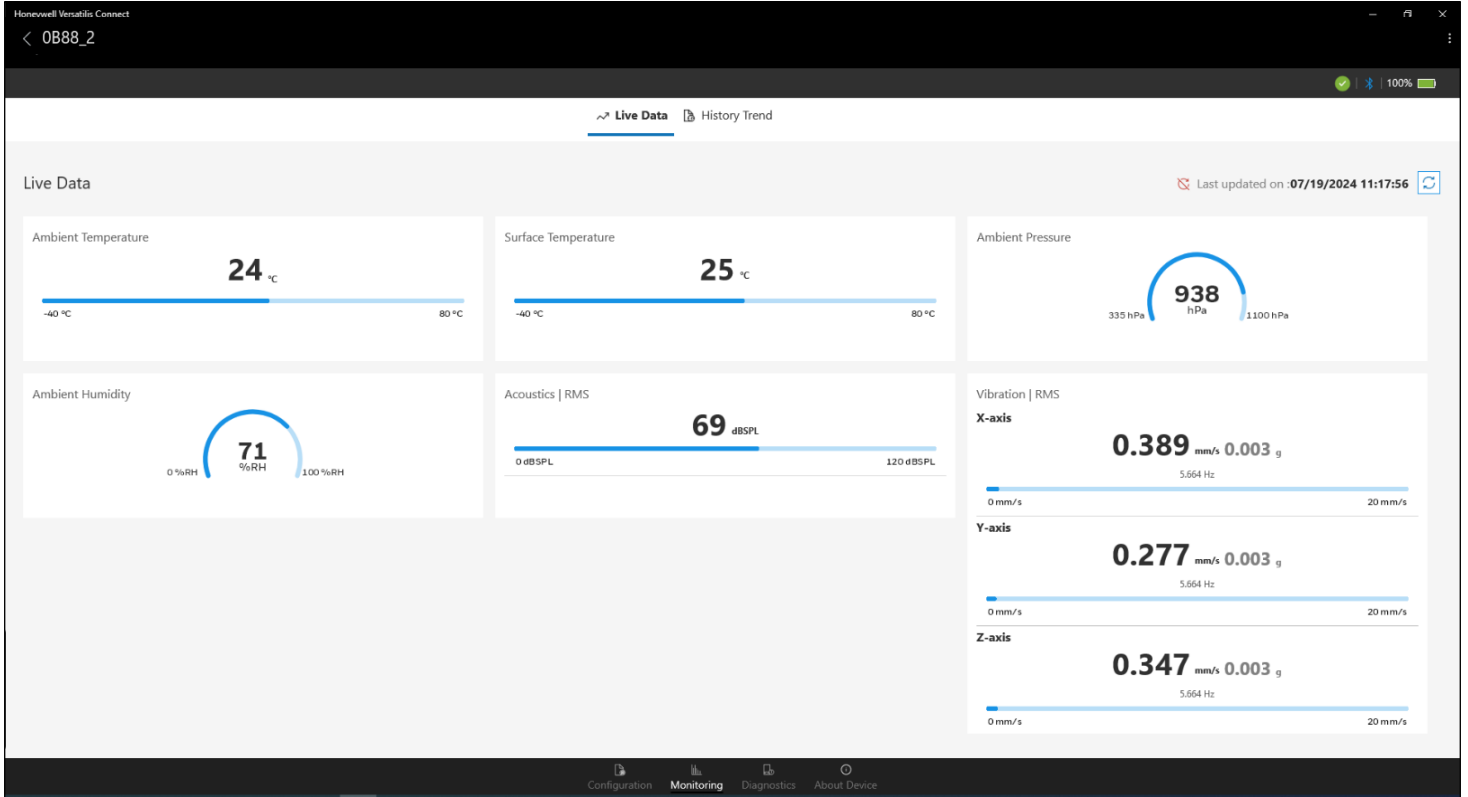 Honeywell Versatilis Connect
0B88_2
100%
Live Data
History Trend
Live Data
Last updated on :07/19/2024 11:17:56
Ambient Temperature
24 °C
-40 °C 80 °C
Surface Temperature
25 °C
-40 °C 80 °C
Ambient Pressure
938
hPa
335 hPa 1100 hPa
Ambient Humidity
71
%RH
0 %RH 100 %RH
Acoustics | RMS
69 dBSPL
0 dBSPL 120 dBSPL
Vibration | RMS
X-axis
0.389 mm/s 0.003 g
5.664 Hz
0 mm/s 20 mm/s
Y-axis
0.277 mm/s 0.003 g
5.664 Hz
0 mm/s 20 mm/s
Z-axis
0.347 mm/s 0.003 g
5.664 Hz
0 mm/s 20 mm/s
Configuration Monitoring Diagnostics About Device